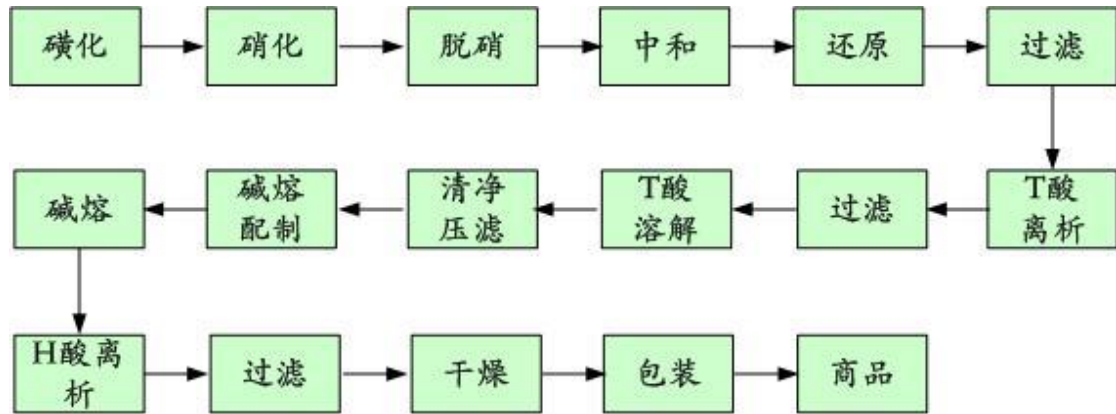 磺化
硝化
脱硝
中和
还原
过滤
碱熔
碱熔
配制
清净
压滤
T酸
溶解
过滤
T酸
离析
H酸离
析
过滤
干燥
包装
商品